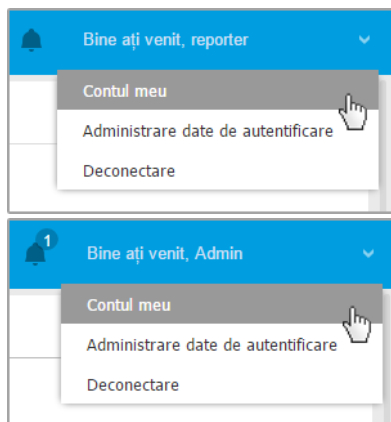 Bine ați venit, reporter
Contul meu
Administrare date de autentificare
Deconectare
1
Bine ați venit, Admin
Contul meu
Administrare date de autentificare
Deconectare